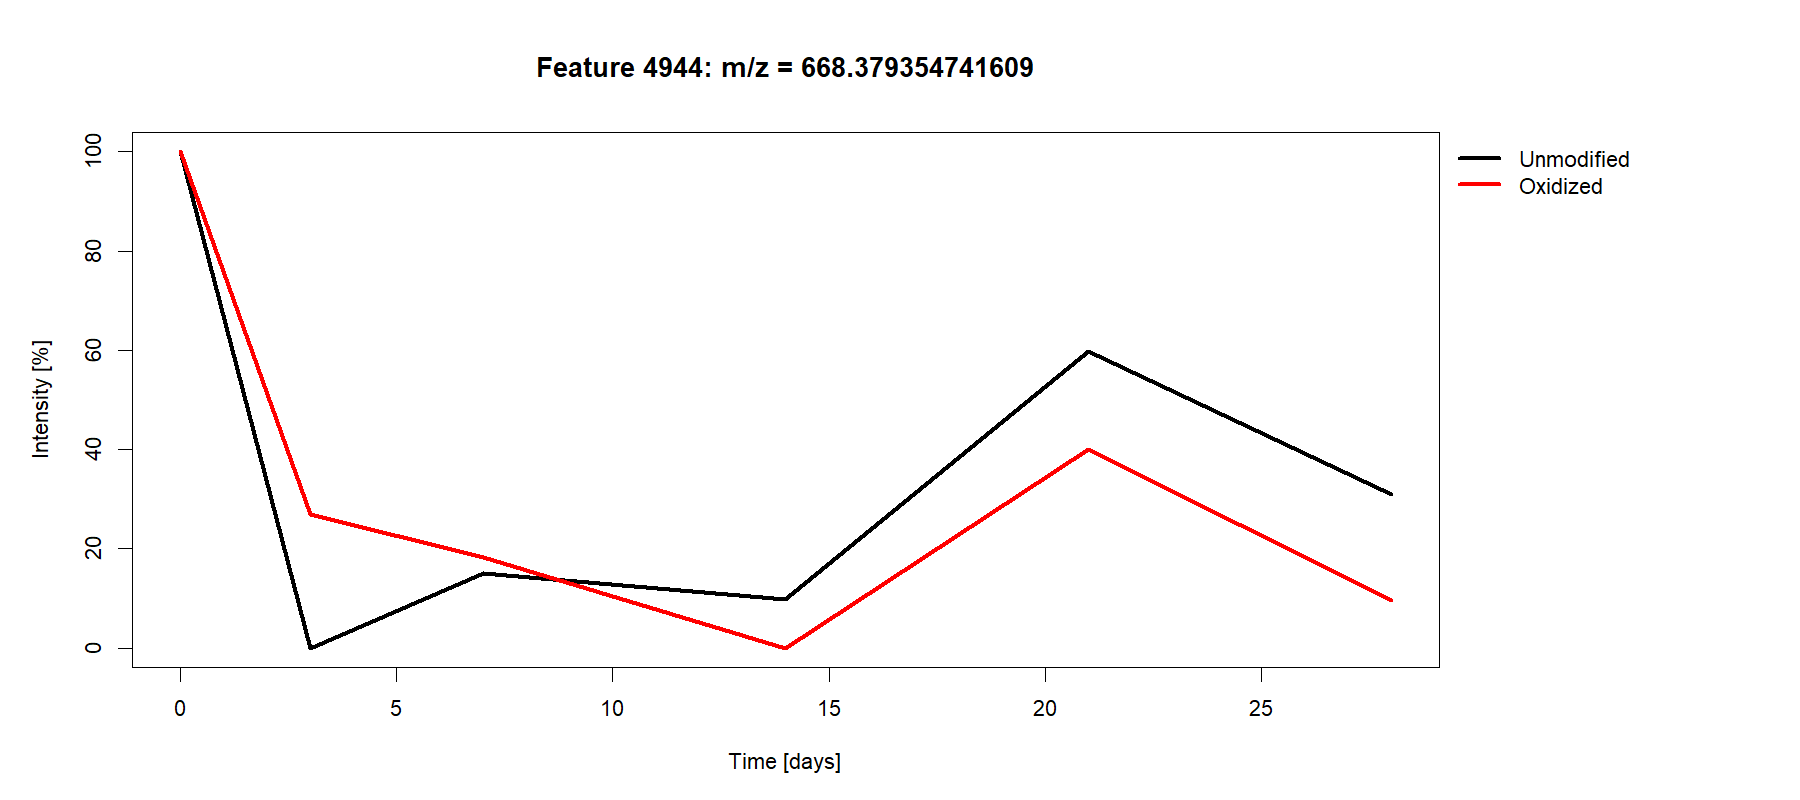 Feature 4944: m/z = 668.379354741609
Unmodified
Oxidized
Intensity [%]
100
80
60
40
20
0
0 5 10 15 20 25
Time [days]